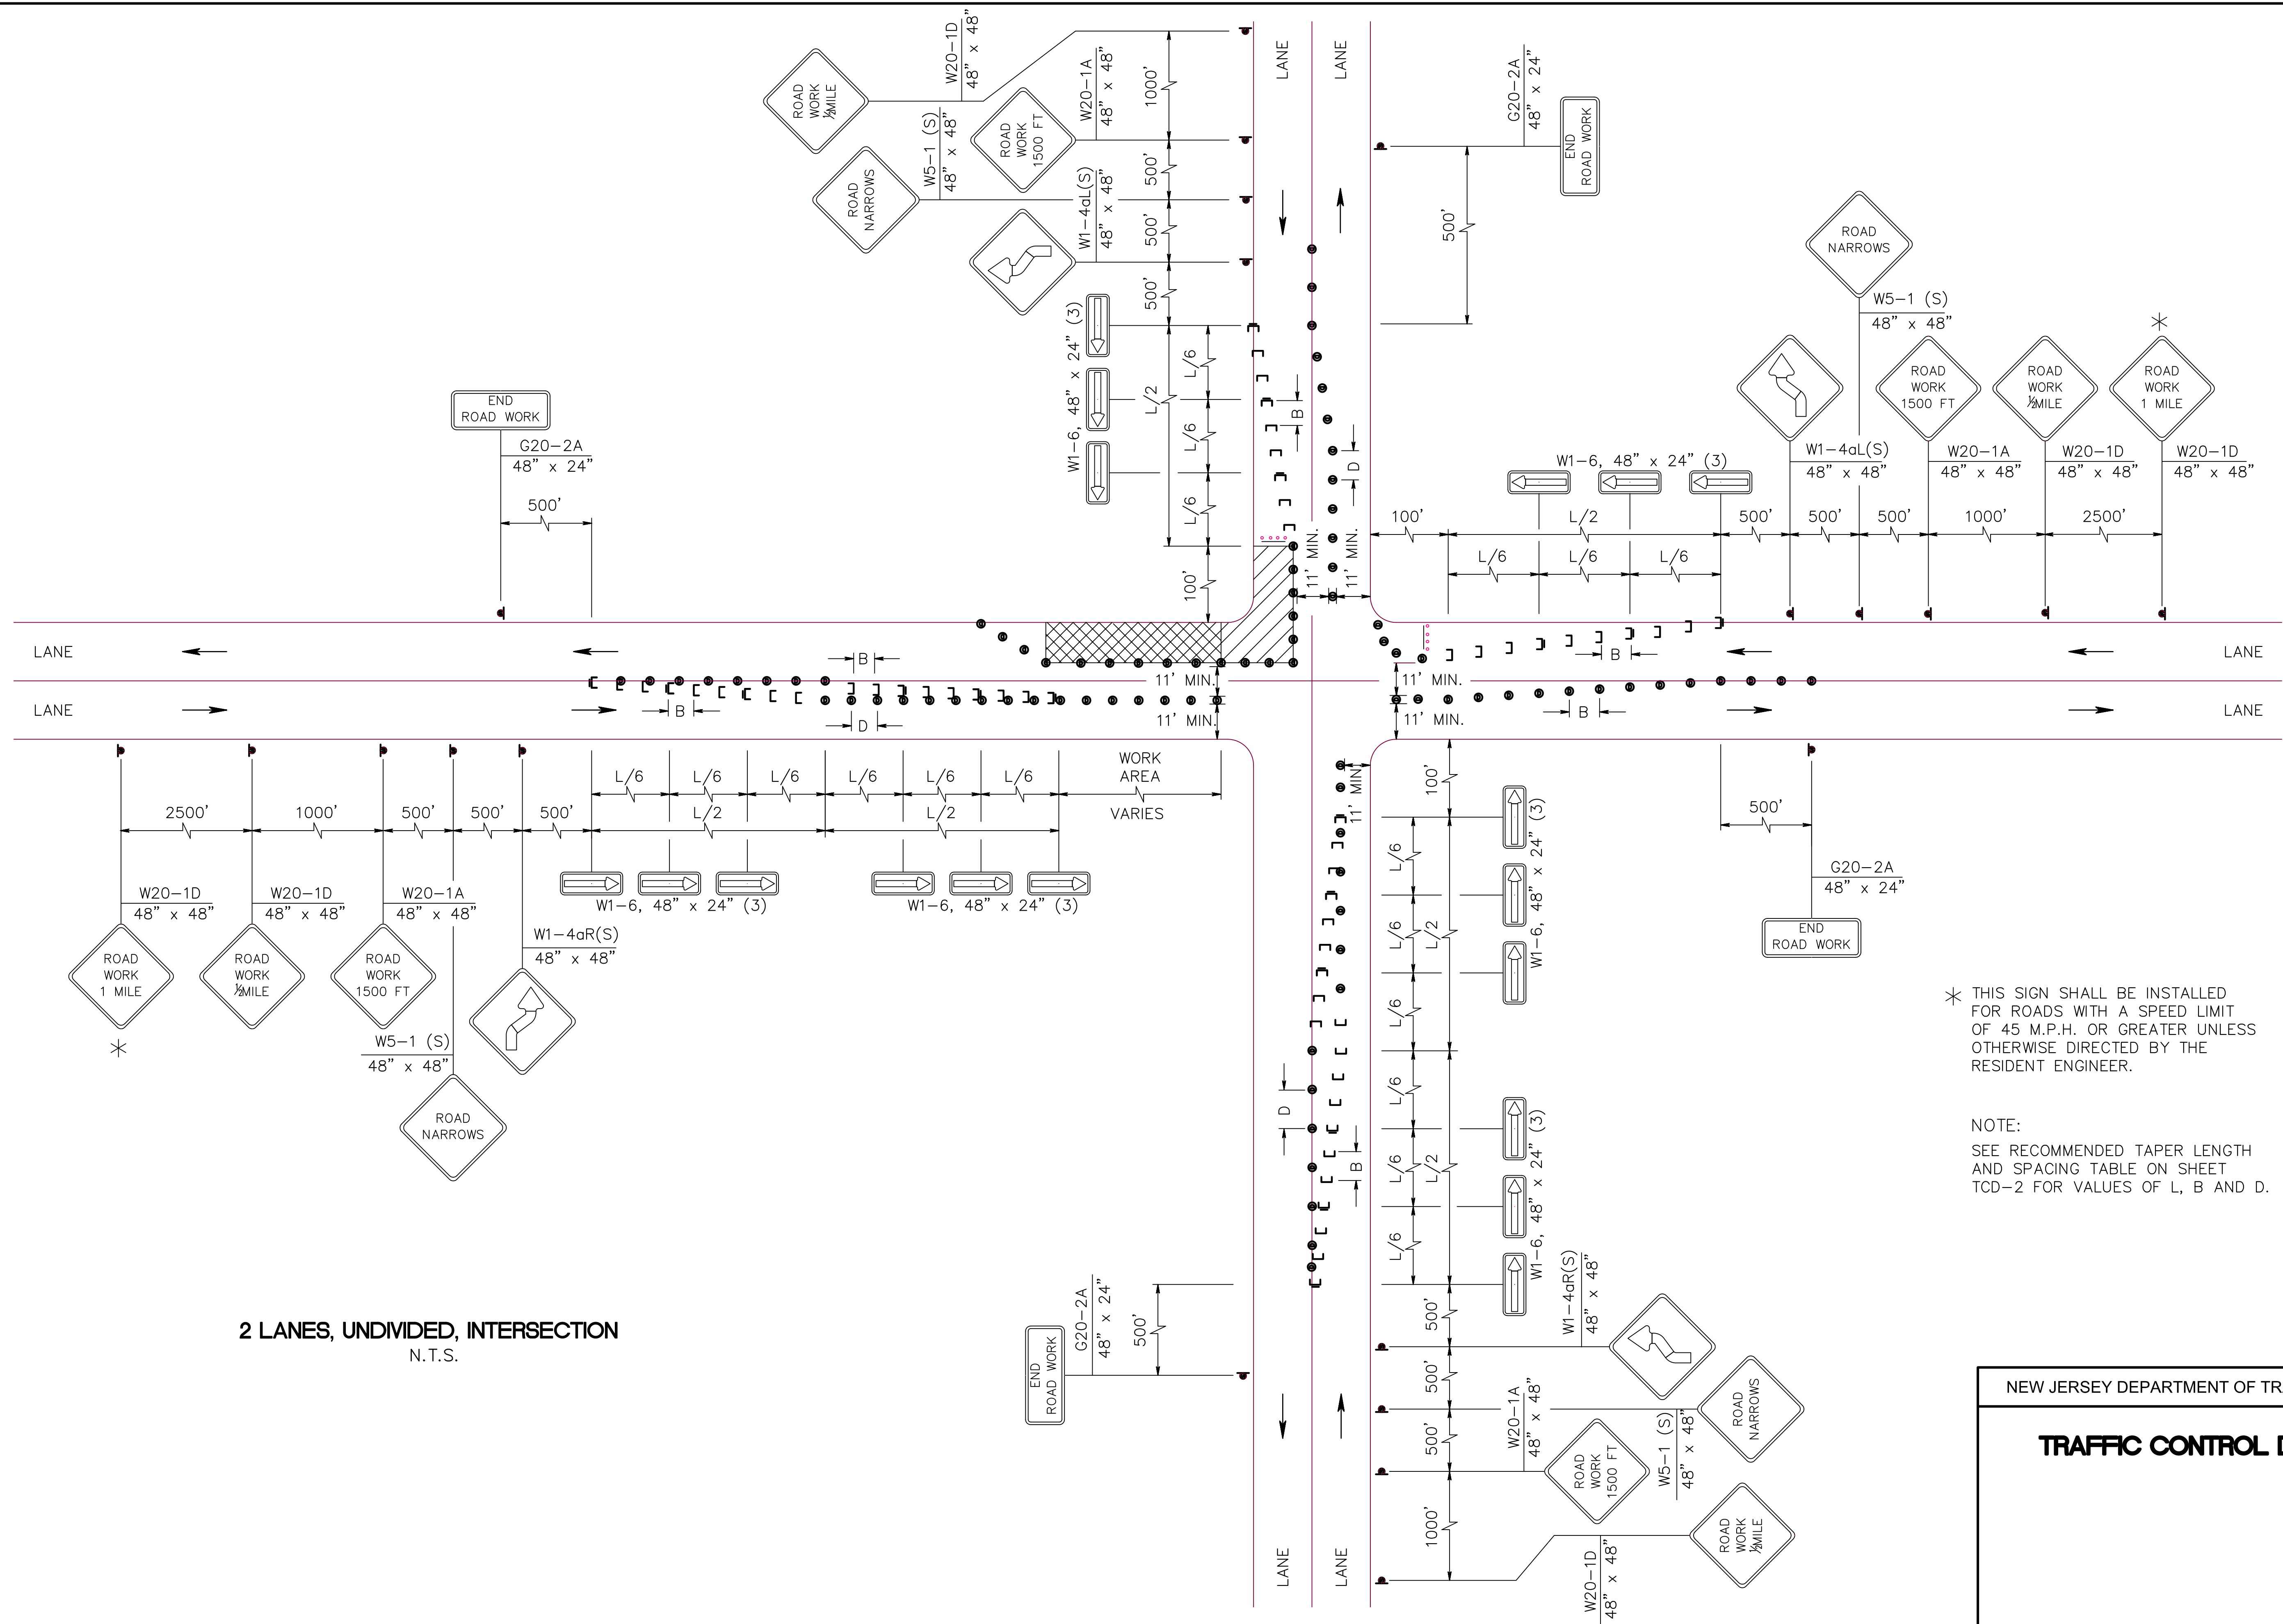 W20-1D
48" x 48"
ROAD
WORK
½MILE
W20-1A
48" x 48"
ROAD
WORK
1500 FT
W5-1 (S)
48" x 48"
ROAD
NARROWS
W1-4aL(S)
48" x 48"
W1-6, 48" x 24" (3)
1000'
500'
500'
500'
L/2
L/6
L/6
L/6
100'
B
D
LANE
LANE
11' MIN.
11' MIN.
G20-2A
48" x 24"
END
ROAD WORK
500'
END
ROAD WORK
G20-2A
48" x 24"
500'
ROAD
NARROWS
W5-1 (S)
48" x 48"
ROAD
WORK
1500 FT
ROAD
WORK
½MILE
ROAD
WORK
1 MILE
W1-4aL(S)
48" x 48"
W20-1A
48" x 48"
W20-1D
48" x 48"
W20-1D
48" x 48"
W1-6, 48" x 24" (3)
100'
L/2
500'
500'
500'
1000'
2500'
L/6
L/6
L/6
LANE
LANE
B
B
D
11' MIN.
11' MIN.
11' MIN.
11' MIN.
B
B
LANE
LANE
WORK
AREA
VARIES
L/6
L/6
L/6
L/6
L/6
L/6
2500'
1000'
500'
500'
500'
L/2
L/2
W1-6, 48" x 24" (3)
W1-6, 48" x 24" (3)
W20-1D
48" x 48"
W20-1D
48" x 48"
W20-1A
48" x 48"
W1-4aR(S)
48" x 48"
ROAD
WORK
1 MILE
ROAD
WORK
½MILE
ROAD
WORK
1500 FT
W5-1 (S)
48" x 48"
ROAD
NARROWS
11' MIN
100'
L/6
L/6
L/6
L/2
L/6
L/6
L/6
L/2
W1-6, 48" x 24" (3)
W1-6, 48" x 24" (3)
D
B
500'
G20-2A
48" x 24"
END
ROAD WORK
G20-2A
48" x 24"
END
ROAD WORK
500'
500'
500'
500'
1000'
W1-4aR(S)
48" x 48"
W20-1A
48" x 48"
ROAD
WORK
1500 FT
W5-1 (S)
48" x 48"
ROAD
NARROWS
W20-1D
48" x 48"
ROAD
WORK
½MILE
LANE
LANE
THIS SIGN SHALL BE INSTALLED
FOR ROADS WITH A SPEED LIMIT
OF 45 M.P.H. OR GREATER UNLESS
OTHERWISE DIRECTED BY THE
RESIDENT ENGINEER.
NOTE:
SEE RECOMMENDED TAPER LENGTH
AND SPACING TABLE ON SHEET
TCD-2 FOR VALUES OF L, B AND D.
2 LANES, UNDIVIDED, INTERSECTION
N.T.S.
NEW JERSEY DEPARTMENT OF TR
TRAFFIC CONTROL D